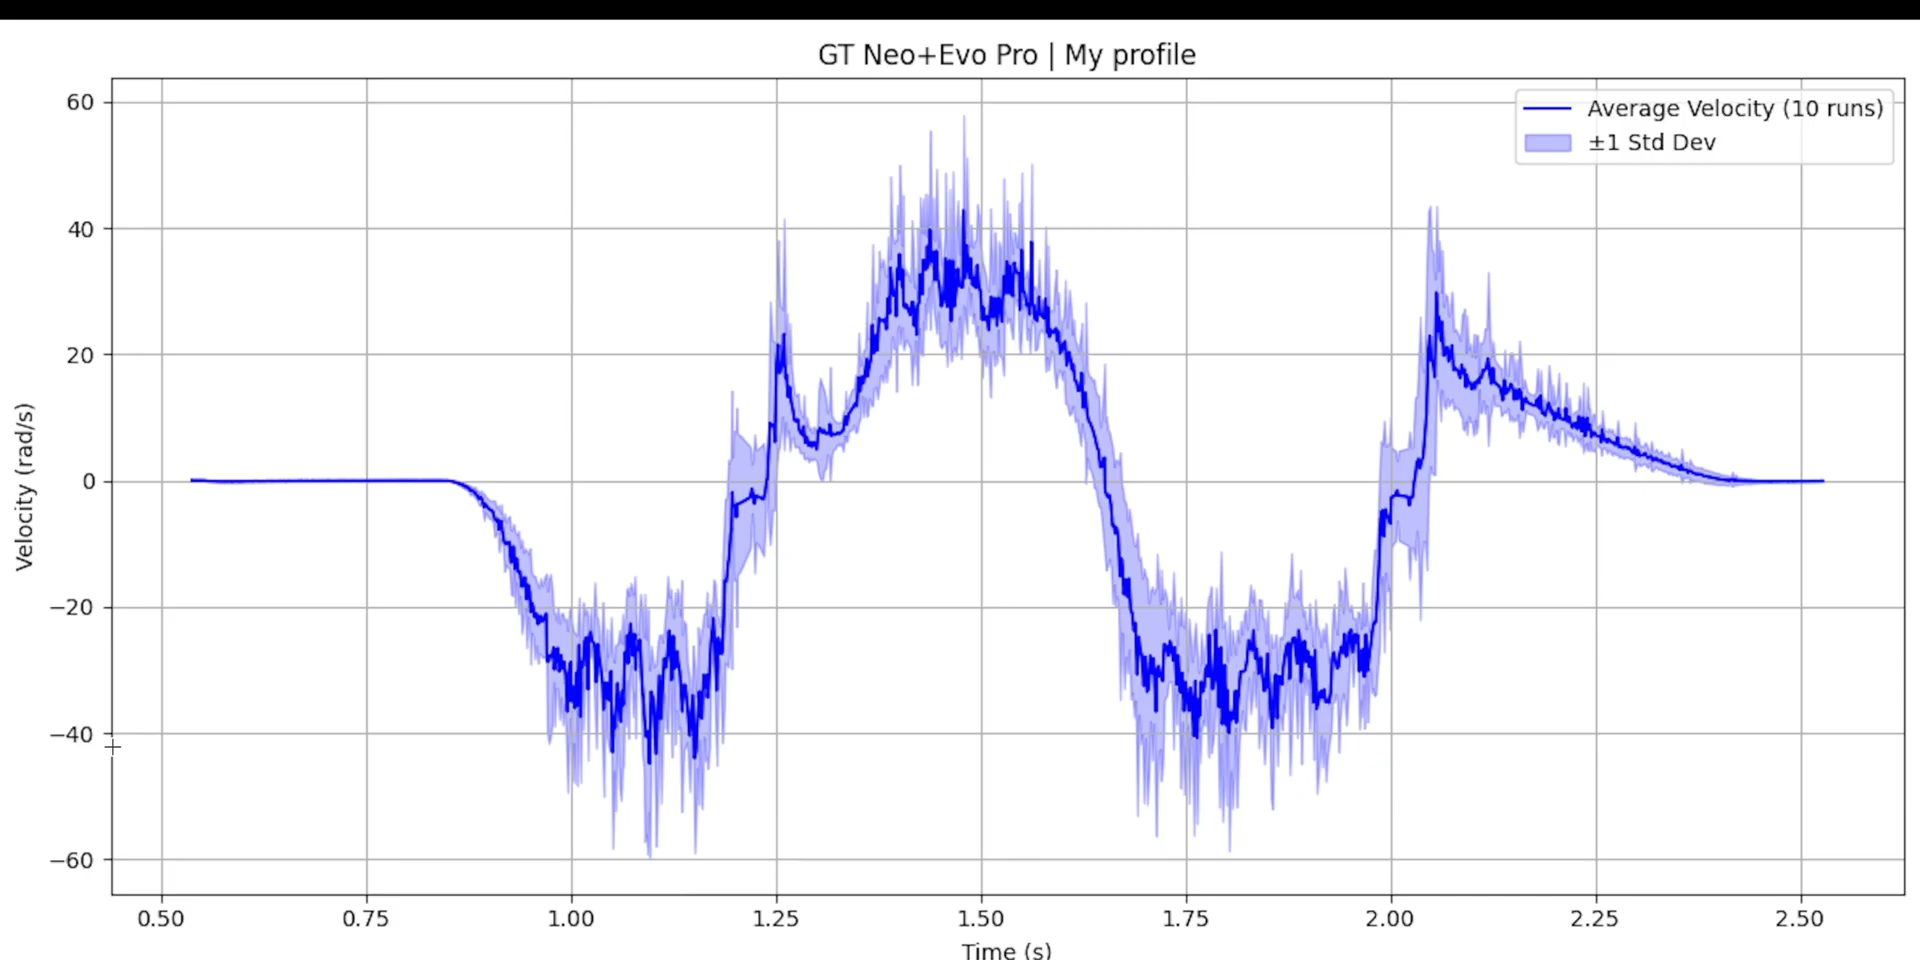 GT Neo+Evo Pro | My profile
Average Velocity (10 runs)
±1 Std Dev
Velocity (rad/s)
60
40
20
0
−20
−40
−60
0.50 0.75 1.00 1.25 1.50 1.75 2.00 2.25 2.50
Time (s)